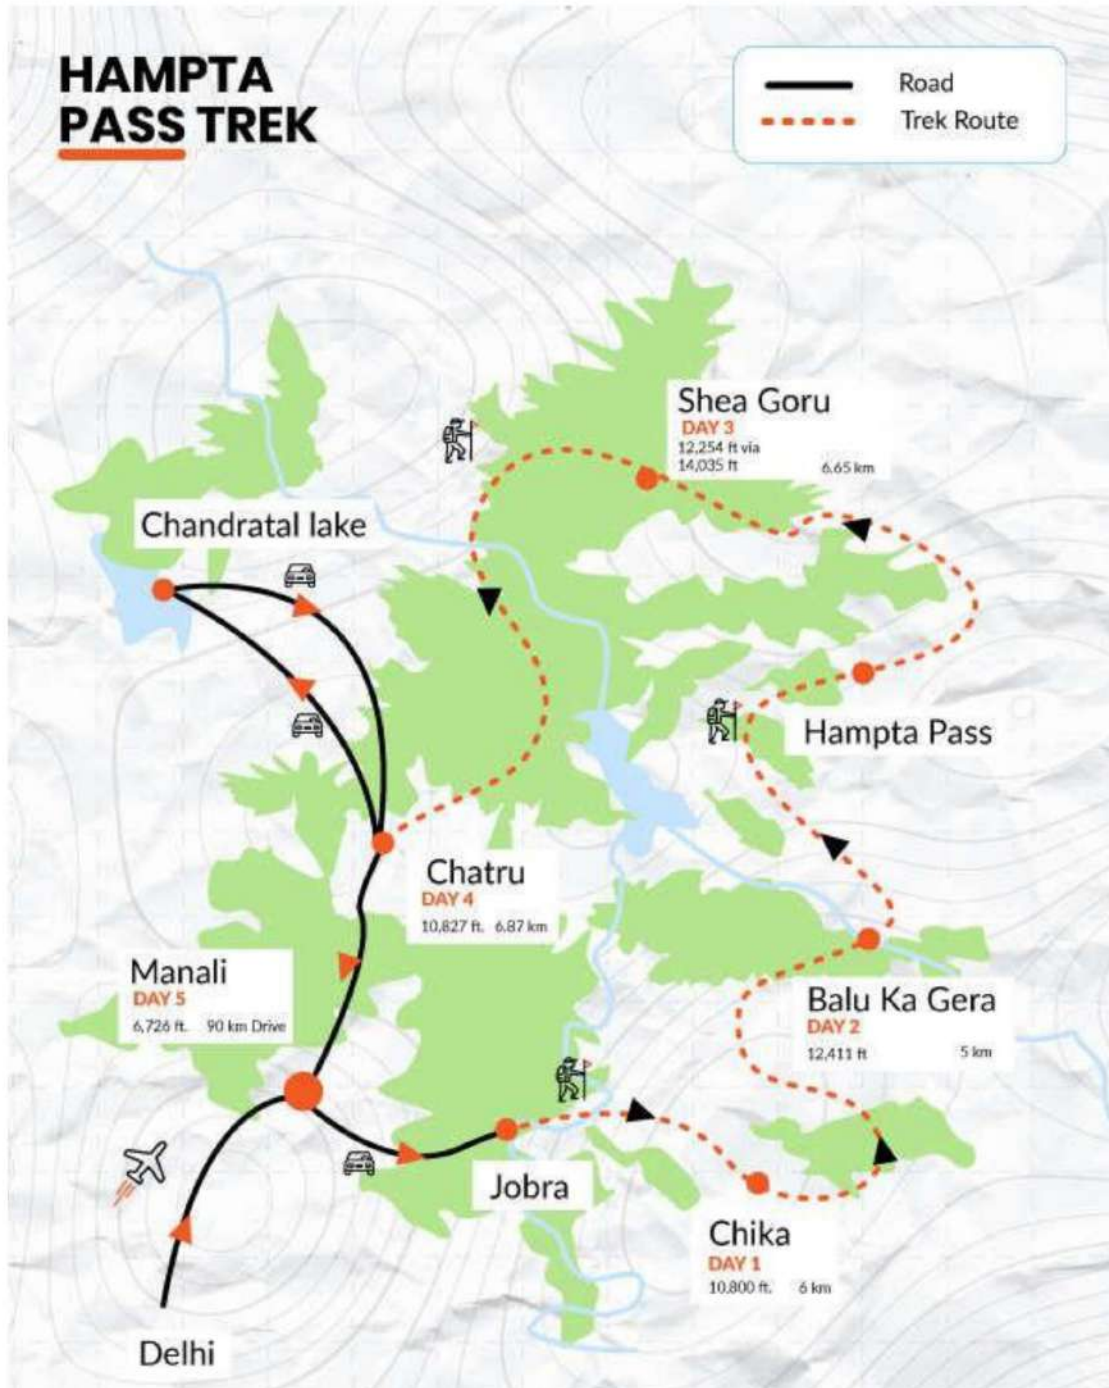 HAMPTA
PASS TREK
Road
Trek Route
Shea Goru
DAY 3
12,254 ft via
14,035 ft 6.65 km
Chandratal lake
Hampta Pass
Chatru
DAY 4
10,827 ft. 6.87 km
Manali
DAY 5
6,726 ft. 90 km Drive
Balu Ka Gera
DAY 2
12,411 ft 5 km
Jobra
Chika
DAY 1
10,800 ft. 6 km
Delhi